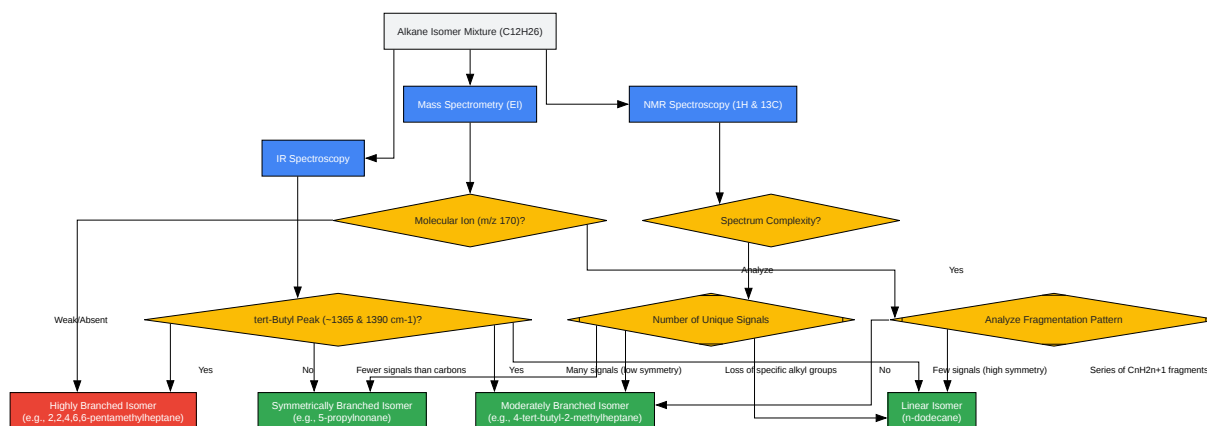 Alkane Isomer Mixture (C12H26)
Mass Spectrometry (EI)
NMR Spectroscopy (1H & 13C)
IR Spectroscopy
Molecular Ion (m/z 170)?
Spectrum Complexity?
Analyze
Yes
Weak/Absent
tert-Butyl Peak (~1365 & 1390 cm-1)?
Number of Unique Signals
Analyze Fragmentation Pattern
Yes
No
Fewer signals than carbons
Yes
Many signals (low symmetry)
Loss of specific alkyl groups
No
Few signals (high symmetry)
Series of CnH2n+1 fragments
Highly Branched Isomer
(e.g., 2,2,4,6,6-pentamethylheptane)
Symmetrically Branched Isomer
(e.g., 5-propylnonane)
Moderately Branched Isomer
(e.g., 4-tert-butyl-2-methylheptane)
Linear Isomer
(n-dodecane)